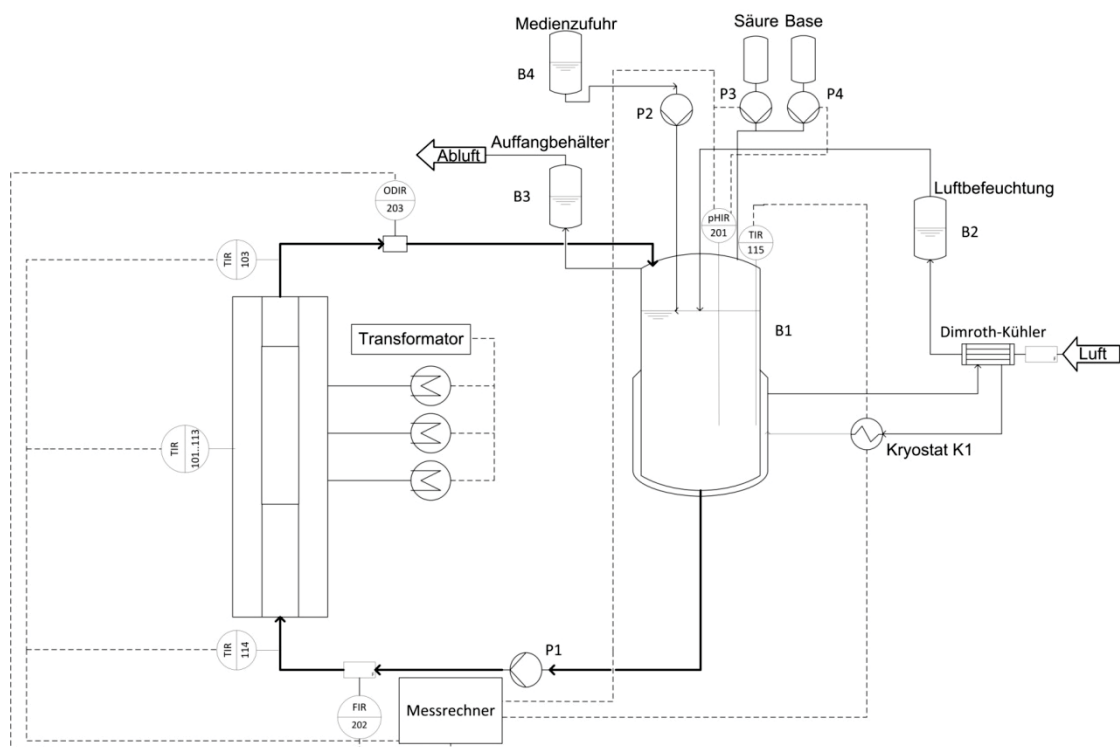 Medienzufuhr
Säure Base
B4
P2
P3
P4
Auffangbehälter
Abluft
B3
Luftbefeuchtung
B2
ODIR
203
pHIR
201
TIR
115
TIR
103
B1
Transformator
Dimroth-Kühler
Luft
TIR
101..113
Kryostat K1
TIR
114
P1
FIR
202
Messrechner